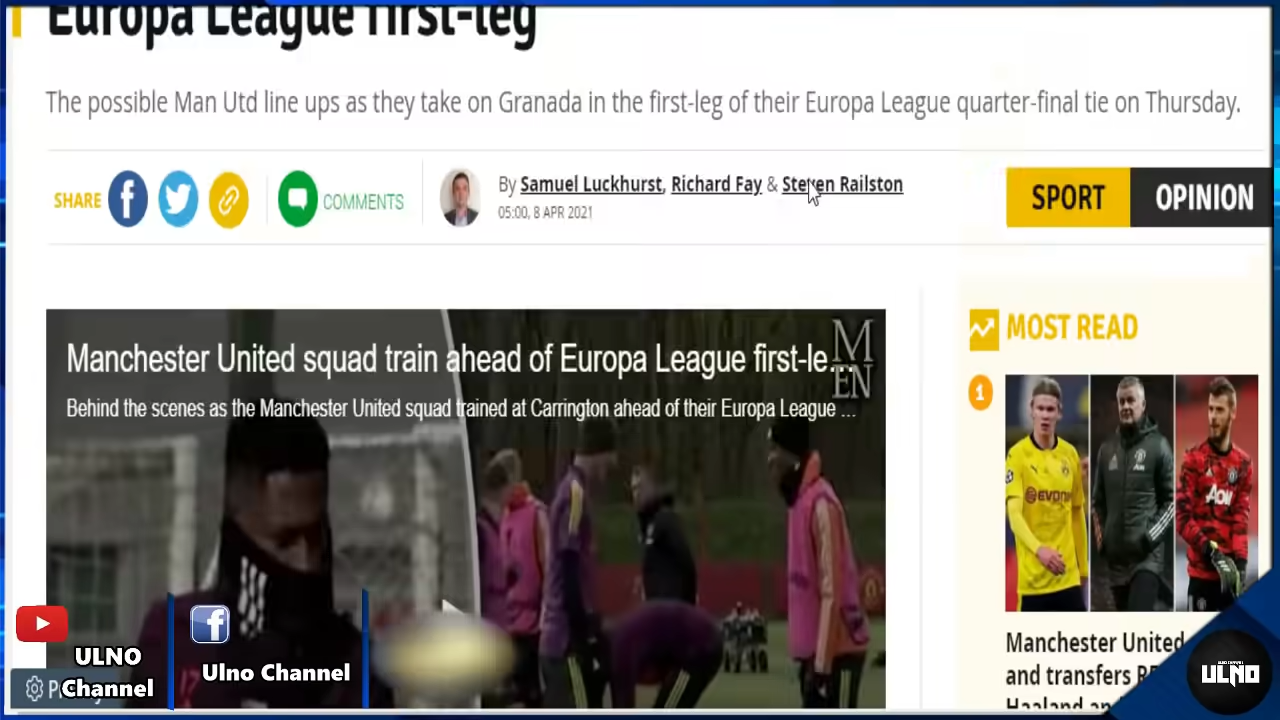 Europa League first-leg
The possible Man Utd line ups as they take on Granada in the first-leg of their Europa League quarter-final tie on Thursday.
SHARE
COMMENTS
By Samuel Luckhurst, Richard Fay & Steven Railston
05:00, 8 APR 2021
SPORT OPINION
Manchester United squad train ahead of Europa League first-le...
Behind the scenes as the Manchester United squad trained at Carrington ahead of their Europa League ...
M
EN
MOST READ
1
EVON
AON
Manchester United
and transfers
Haaland
ULNO
Channel
Ulno Channel
ULNO